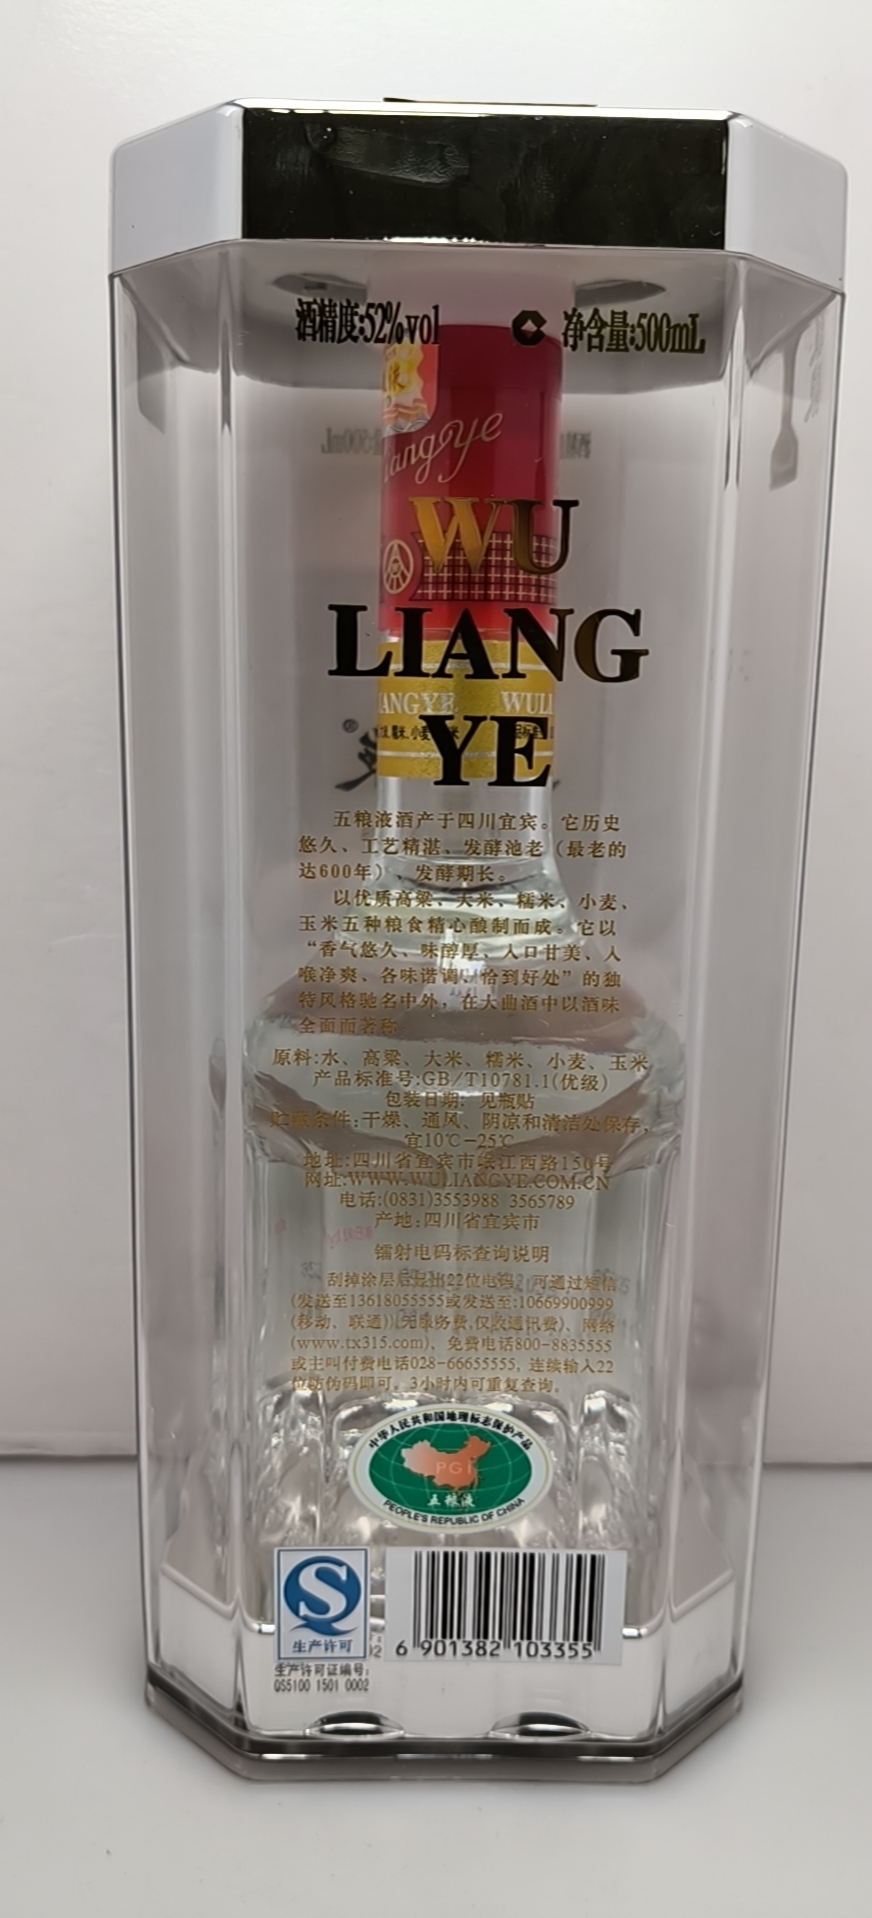 酒精度:52%vol 净含量:500mL
angye
WU
LIANG
YE
ANGYE WULI
五粮液酒产于四川宜宾。它历史
悠久、工艺精湛、发酵池老（最老的
达600年）、发酵期长。
以优质高粱、大米、糯米、小麦、
玉米五种粮食精心酿制而成。它以
“香气悠久、味醇厚、入口甘美、入
喉净爽、各味谐调、恰到好处”的独
特风格驰名中外，在大曲酒中以酒味
全面而著称。
原料:水、高粱、大米、糯米、小麦、玉米
产品标准号:GB/T10781.1(优级)
包装日期: 见瓶贴
贮藏条件:干燥、通风、阴凉和清洁处保存,
宜10℃-25℃
地址:四川省宜宾市岷江西路150号
网址:WWW.WULIANGYE.COM.CN
电话:(0831)3553988 3565789
产地:四川省宜宾市
镭射电码标查询说明
刮掉涂层后显出22位电码, 可通过短信
(发送至13618055555或发送至:10669900999
(移动、联通))(无服务费,仅收通讯费)、网络
(www.tx315.com)、免费电话800-8835555
或主叫付费电话028-66655555, 连续输入22
位防伪码即可。3小时内可重复查询。
中华人民共和国地理标志保护产品
PGI
五粮液
PEOPLE'S REPUBLIC OF CHINA
生产许可
生产许可证编号:
QS5100 1501 0002
6 901382 103355